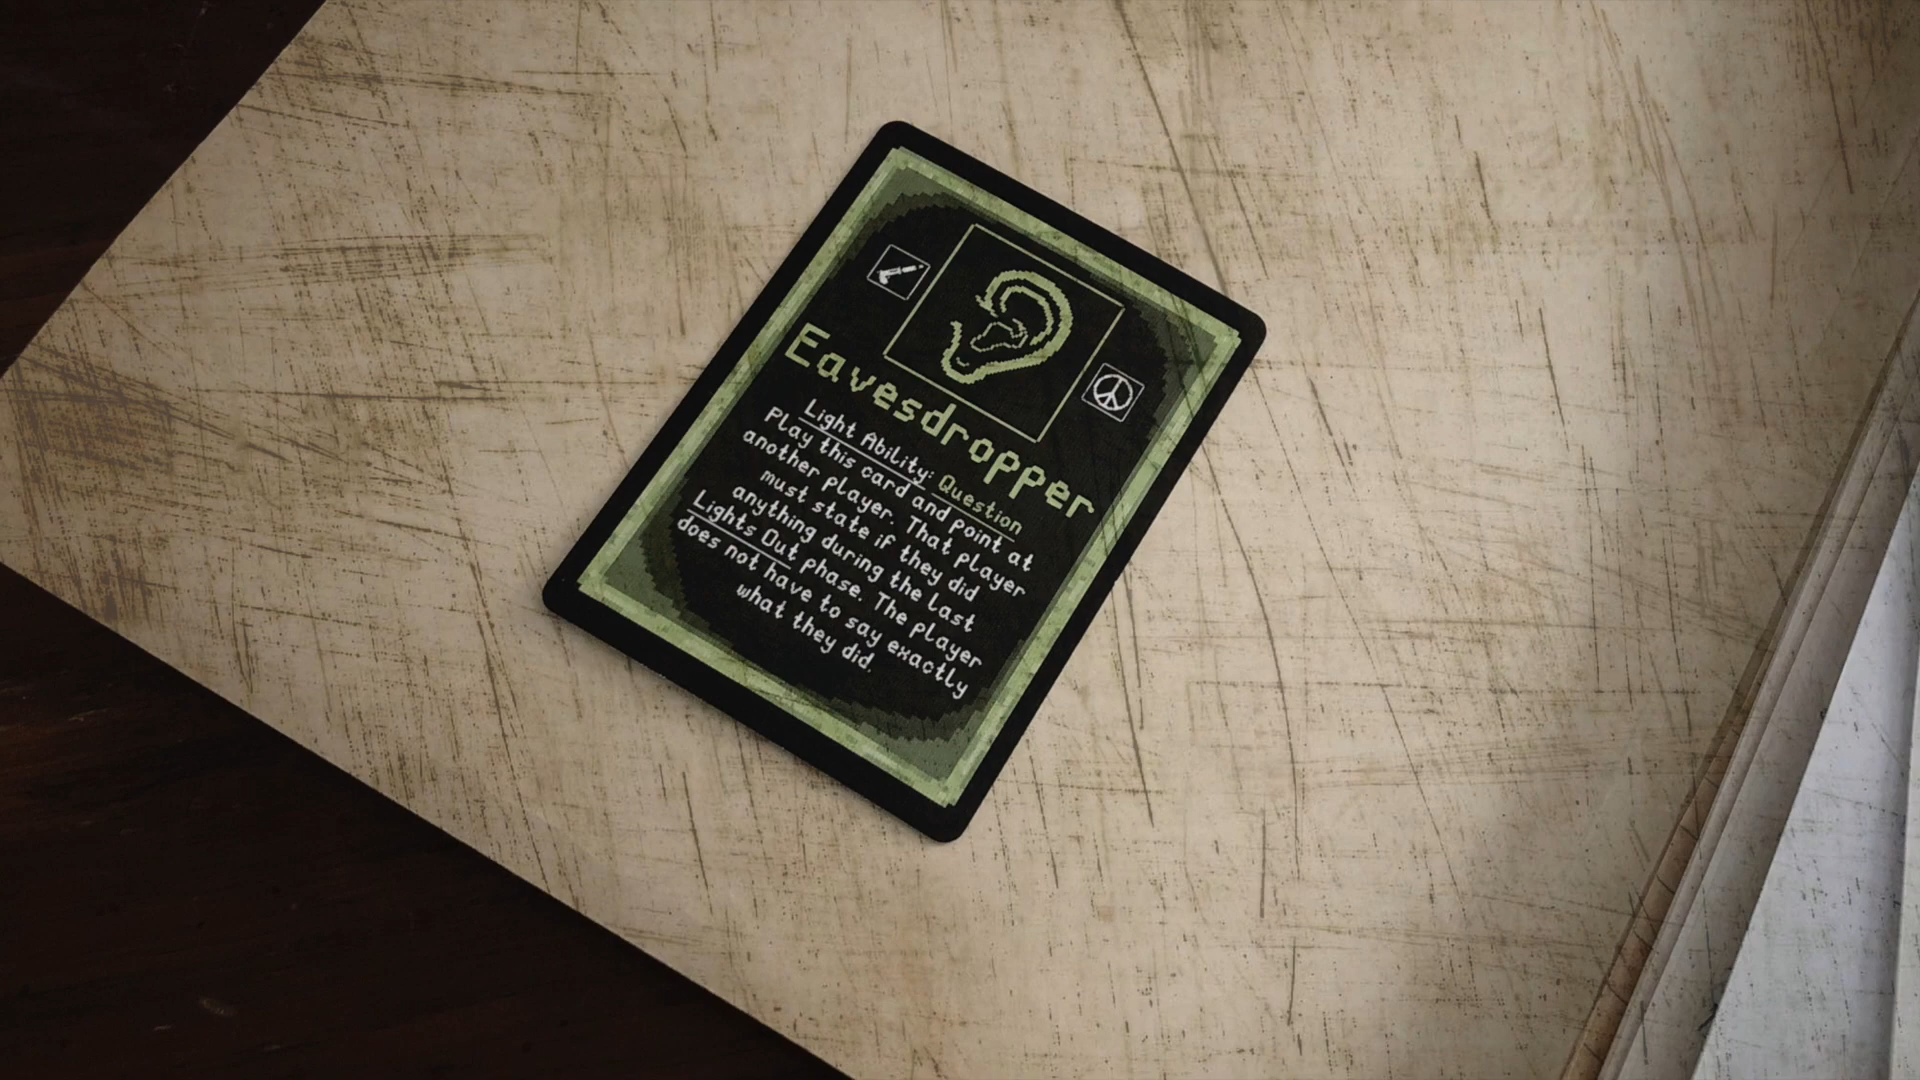 Eavesdropper
Light Ability: Question
Play this card and point at
another player. That player
must state if they did
anything during the last
Lights Out phase. The player
does not have to say exactly
what they did.